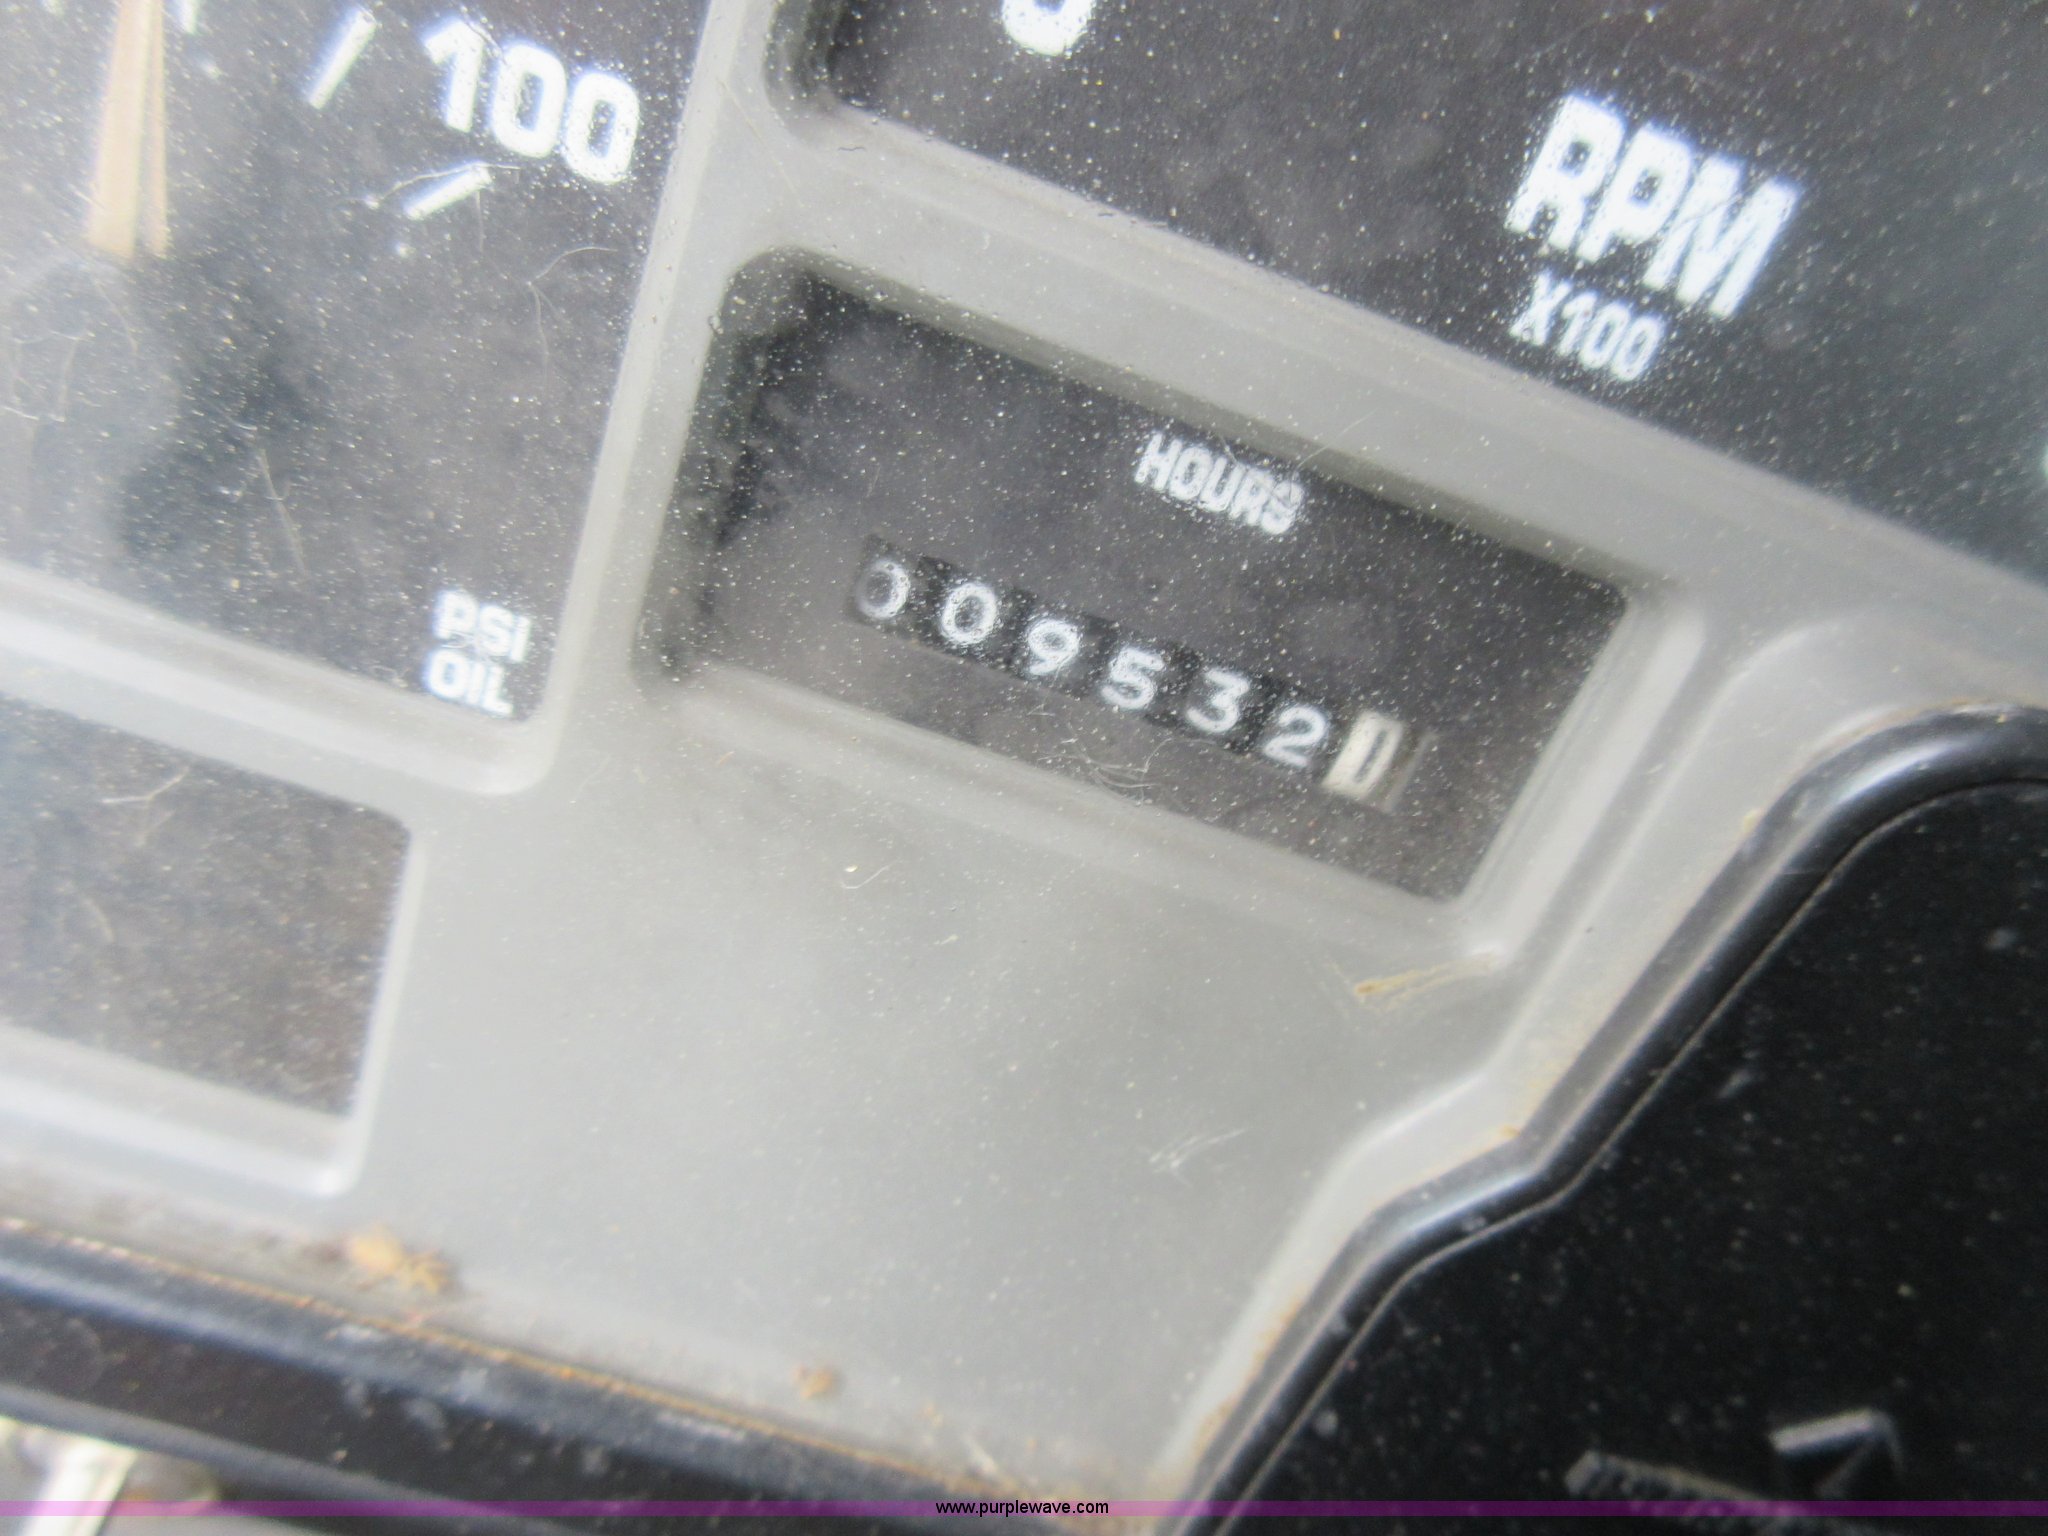 /100
RPM
X100
HOURS
0095320
PSI
OIL
www.purplewave.com